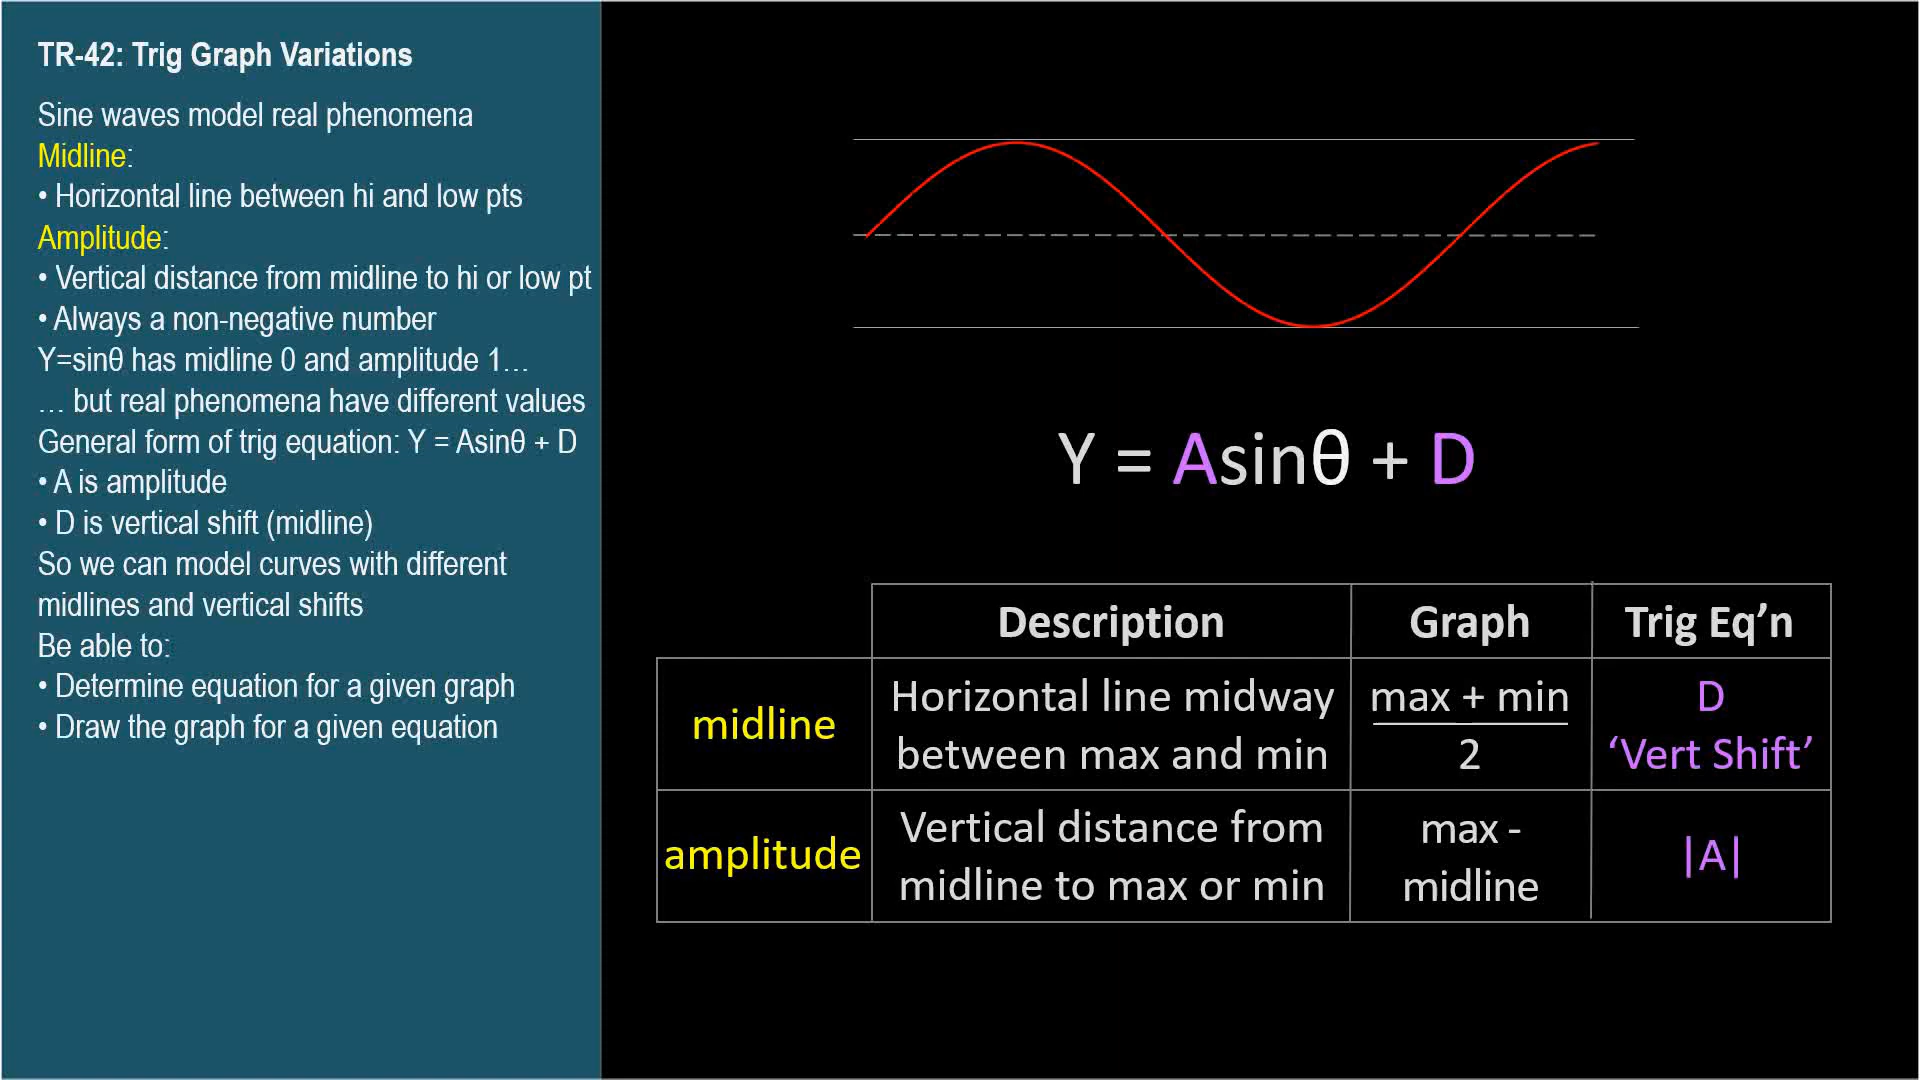 TR-42: Trig Graph Variations
Sine waves model real phenomena
Midline:
• Horizontal line between hi and low pts
Amplitude:
• Vertical distance from midline to hi or low pt
• Always a non-negative number
Y=sinθ has midline 0 and amplitude 1…
… but real phenomena have different values
General form of trig equation: Y = Asinθ + D
• A is amplitude
• D is vertical shift (midline)
So we can model curves with different
midlines and vertical shifts
Be able to:
• Determine equation for a given graph
• Draw the graph for a given equation
Y = Asinθ + D
Description Graph Trig Eq’n
midline
Horizontal line midway
between max and min
max + min
2
D
‘Vert Shift’
amplitude
Vertical distance from
midline to max or min
max -
midline
|A|